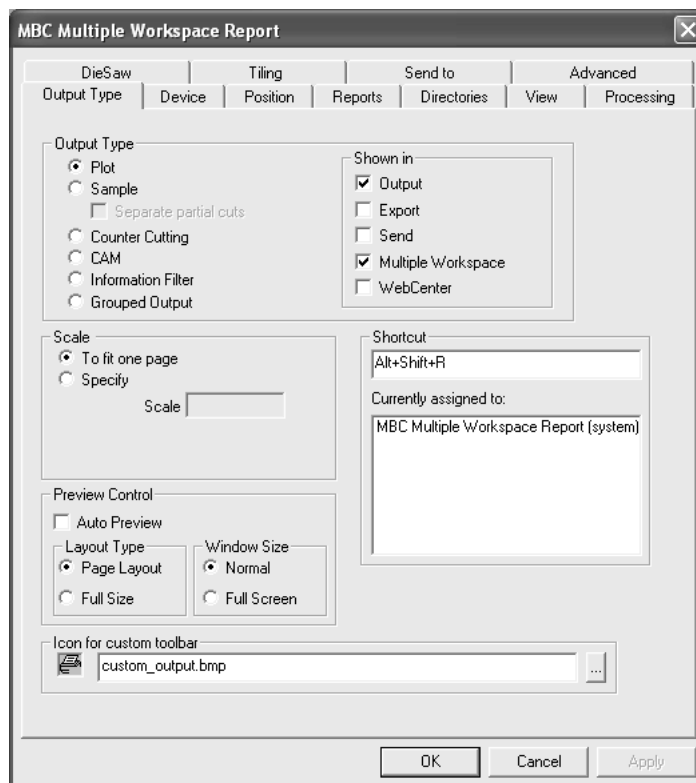 MBC Multiple Workspace Report
DieSaw Tiling Send to Advanced
Output Type Device Position Reports Directories View Processing
Output Type
Plot
Sample
Separate partial cuts
Counter Cutting
CAM
Information Filter
Grouped Output
Shown in
Output
Export
Send
Multiple Workspace
WebCenter
Scale
To fit one page
Specify
Scale
Shortcut
Alt+Shift+R
Currently assigned to:
MBC Multiple Workspace Report (system)
Preview Control
Auto Preview
Layout Type
Page Layout
Full Size
Window Size
Normal
Full Screen
Icon for custom toolbar
custom_output.bmp
...
OK Cancel Apply